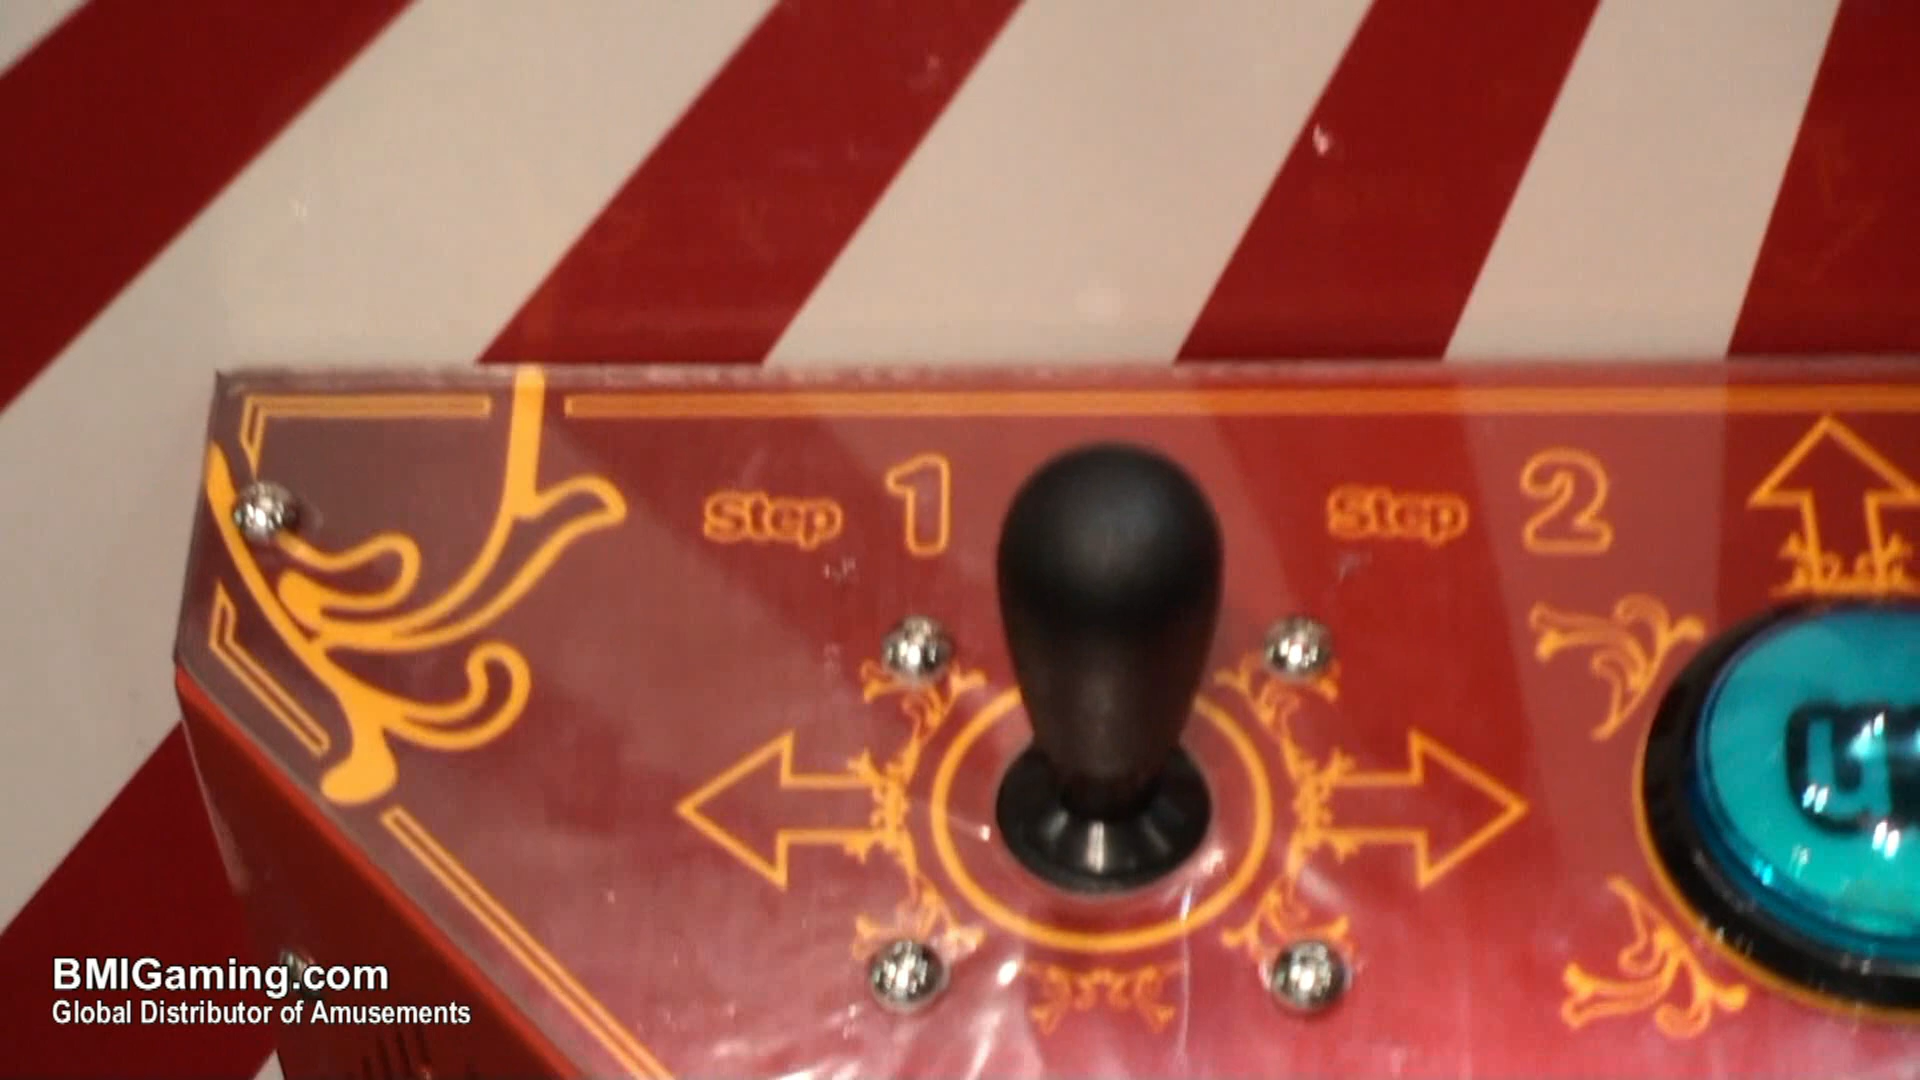 Step 1
Step 2
BMIGaming.com
Global Distributor of Amusements